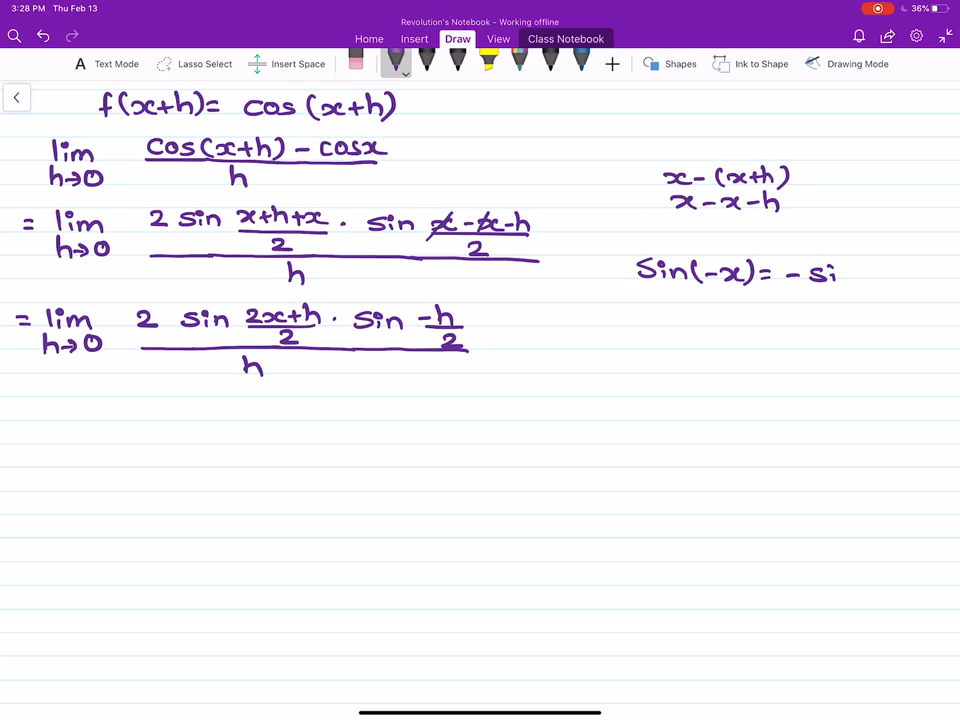 3:28 PM Thu Feb 13
36%
Revolution's Notebook - Working offline
Home Insert Draw View Class Notebook
A Text Mode Lasso Select Insert Space Shapes Ink to Shape Drawing Mode
f(x+h)= cos(x+h)
lim h→0 cos(x+h) - cosx / h
x-(x+h)
x-x-h
= lim h→0 2 sin x+h+x / 2 · sin x-x-h / 2 / h
Sin(-x)= - si
= lim h→0 2 sin 2x+h / 2 · sin -h / 2 / h